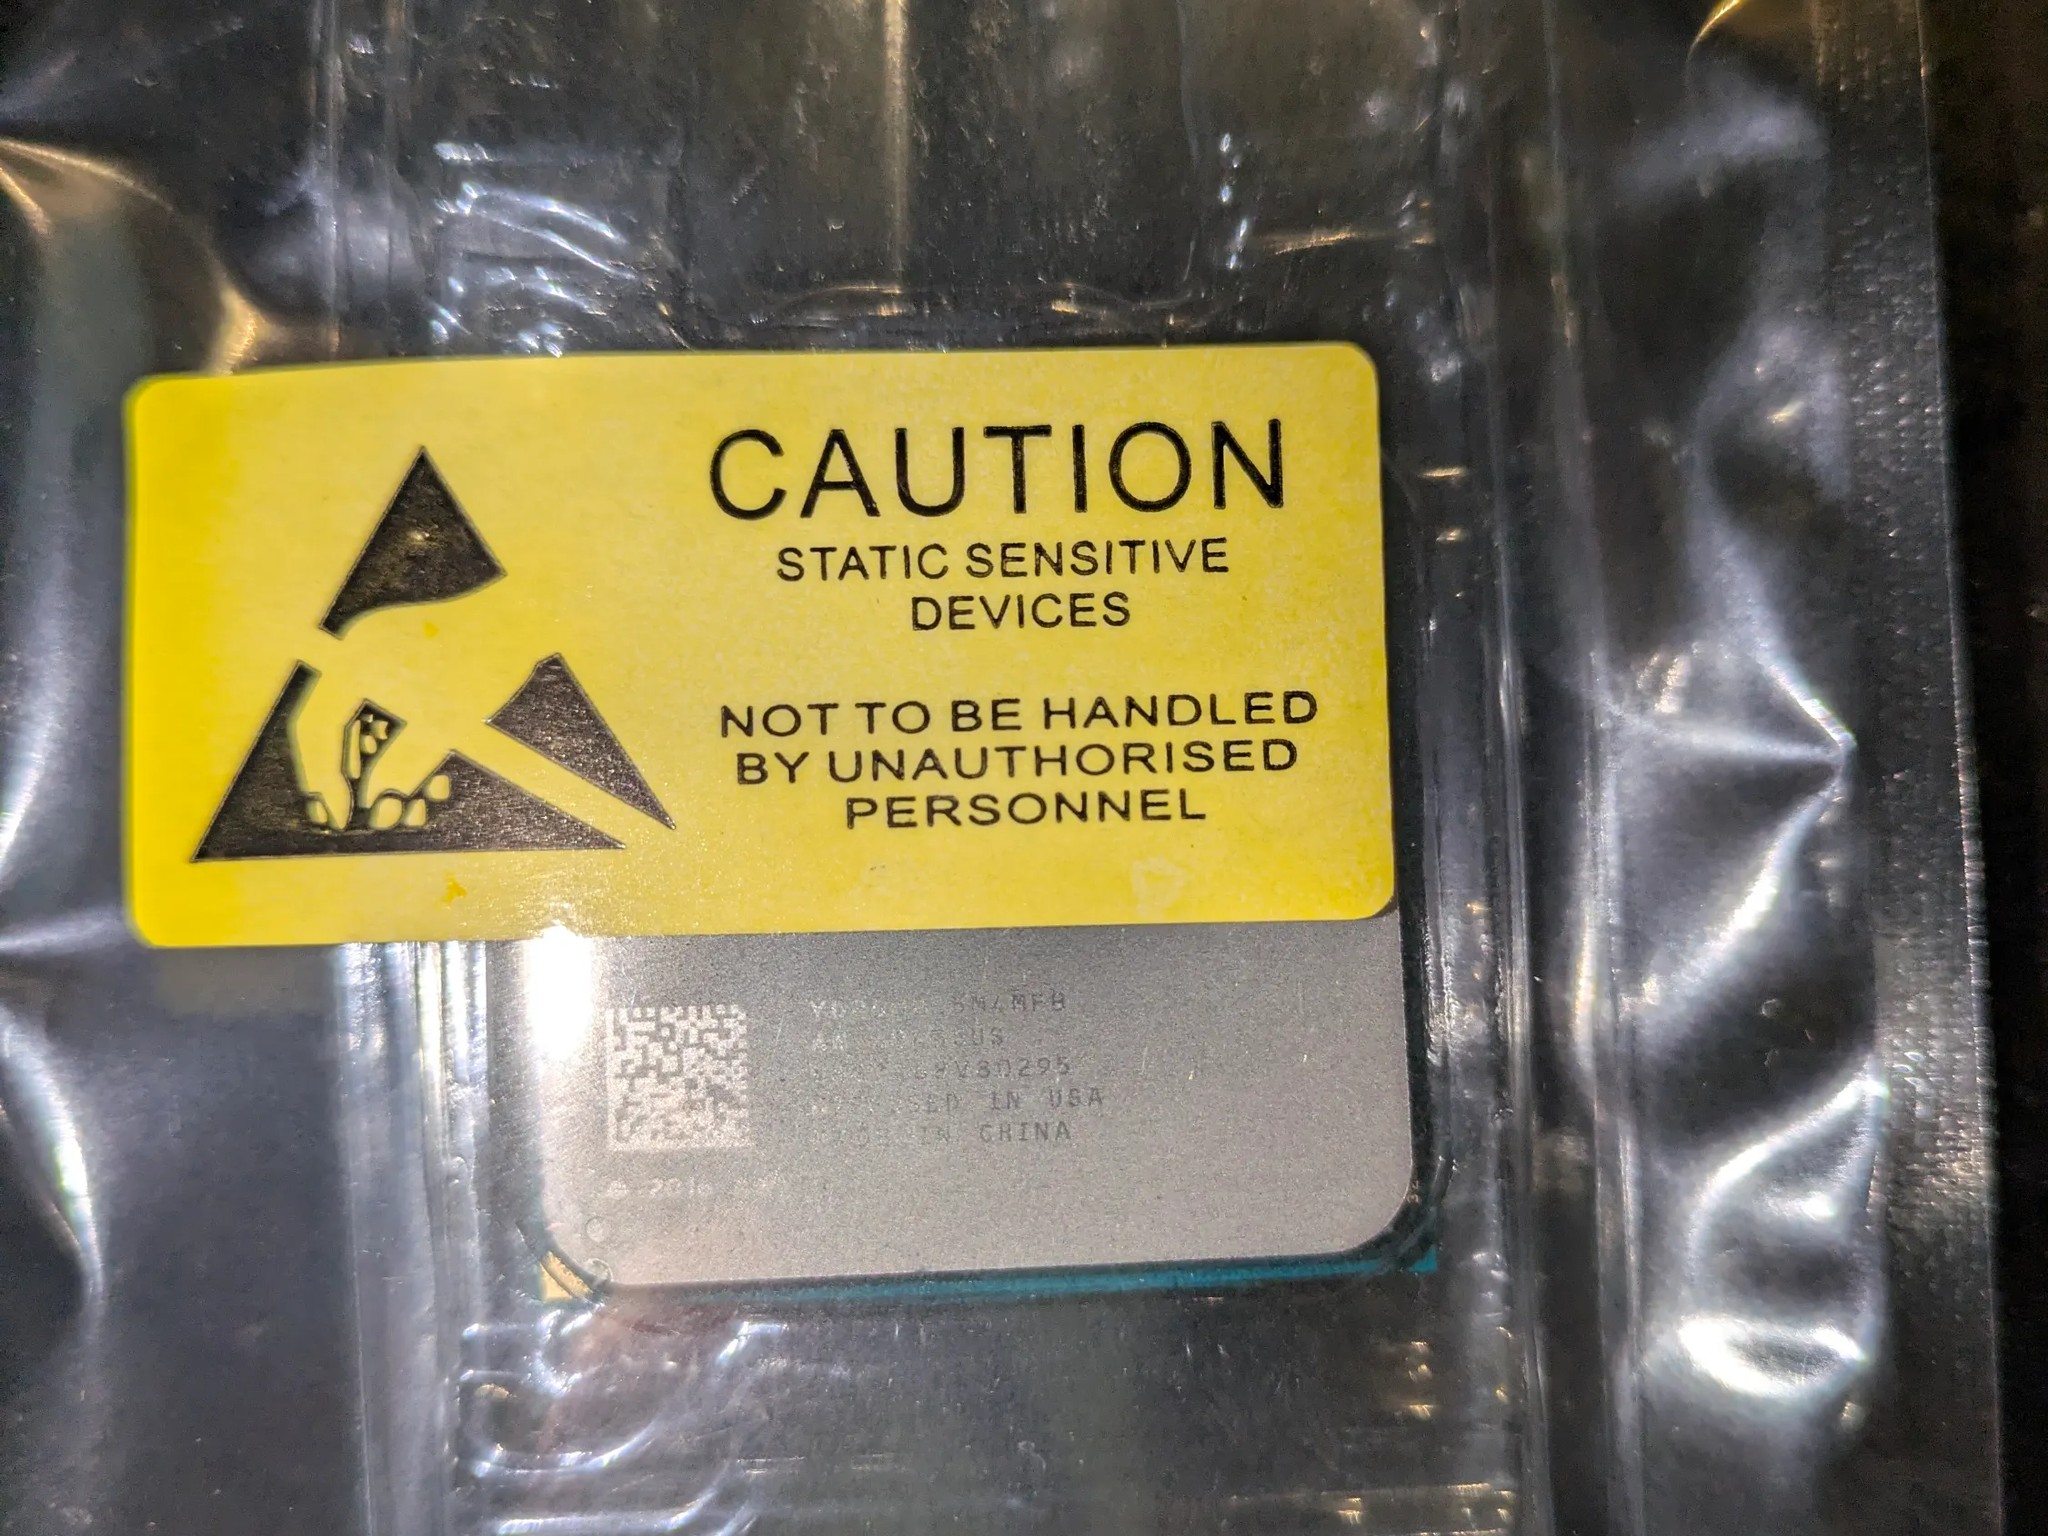 CAUTION
STATIC SENSITIVE
DEVICES
NOT TO BE HANDLED
BY UNAUTHORISED
PERSONNEL
IN USA
IN CHINA